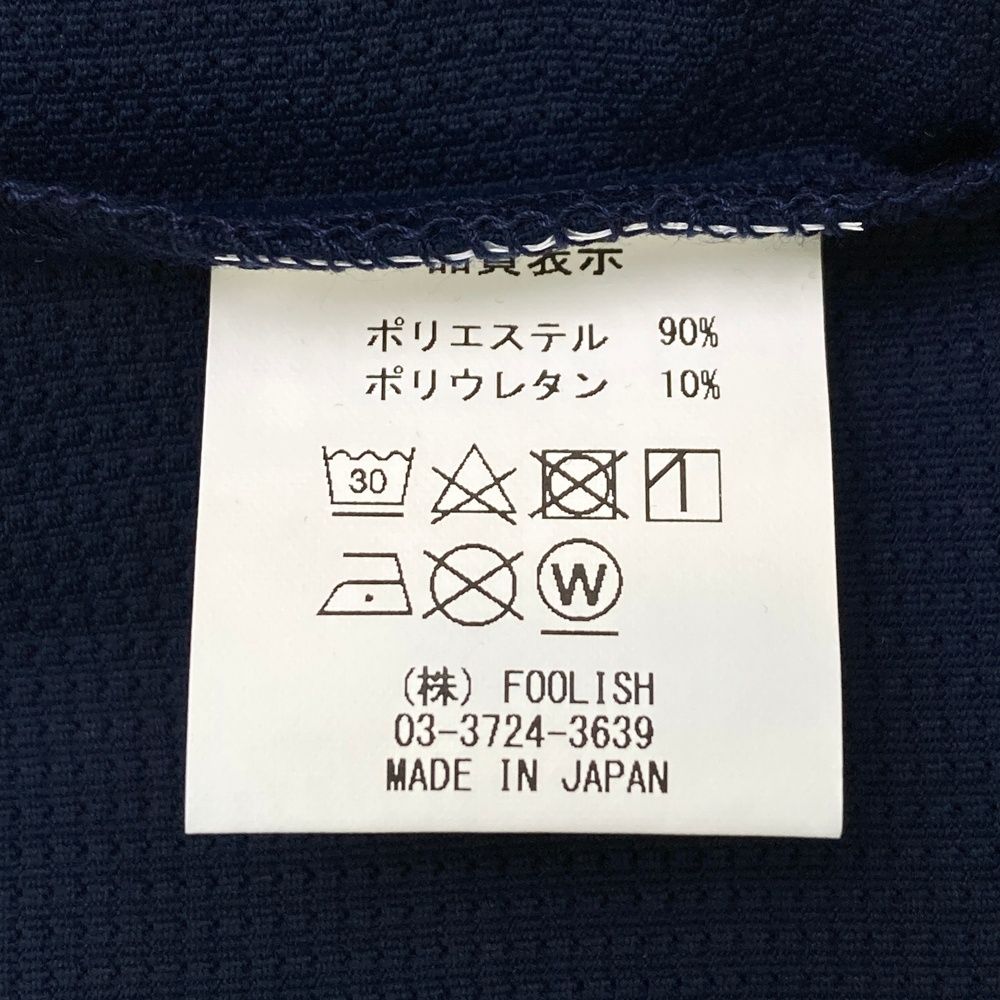 品質表示
ポリエステル 90%
ポリウレタン 10%
30
W
(株) FOOLISH
03-3724-3639
MADE IN JAPAN